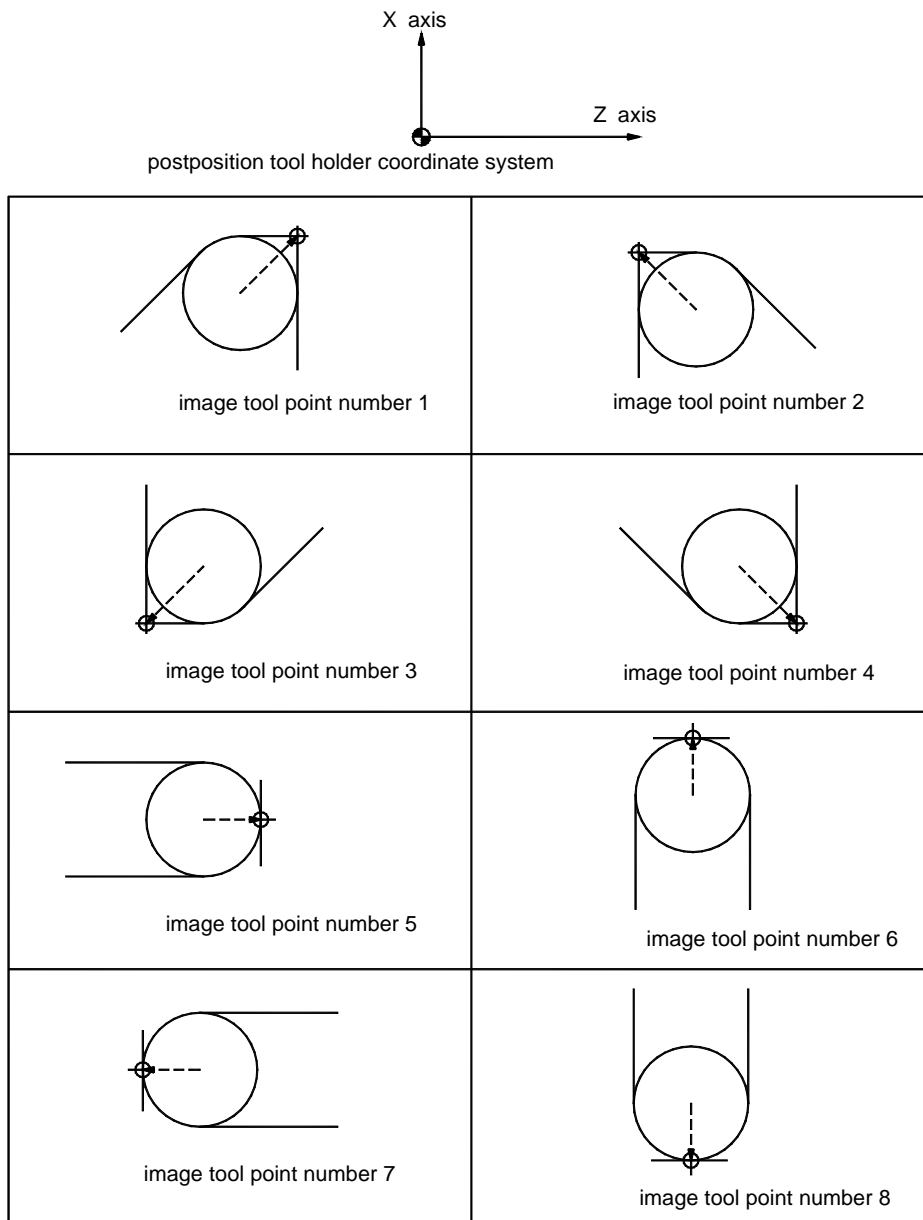 X axis
Z axis
postposition tool holder coordinate system
image tool point number 1
image tool point number 2
image tool point number 3
image tool point number 4
image tool point number 5
image tool point number 6
image tool point number 7
image tool point number 8